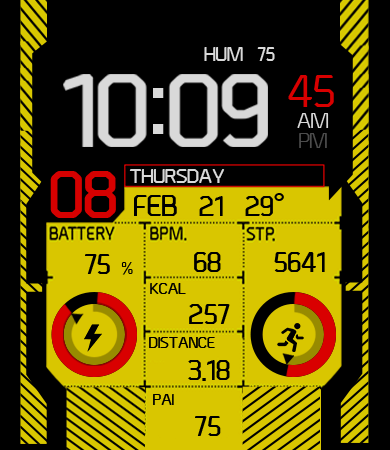 HUM 75
10:09 45
AM
PM
08 THURSDAY
FEB 21 29°
BATTERY BPM. STP.
75 % 68 5641
KCAL
257
DISTANCE
3.18
PAI
75